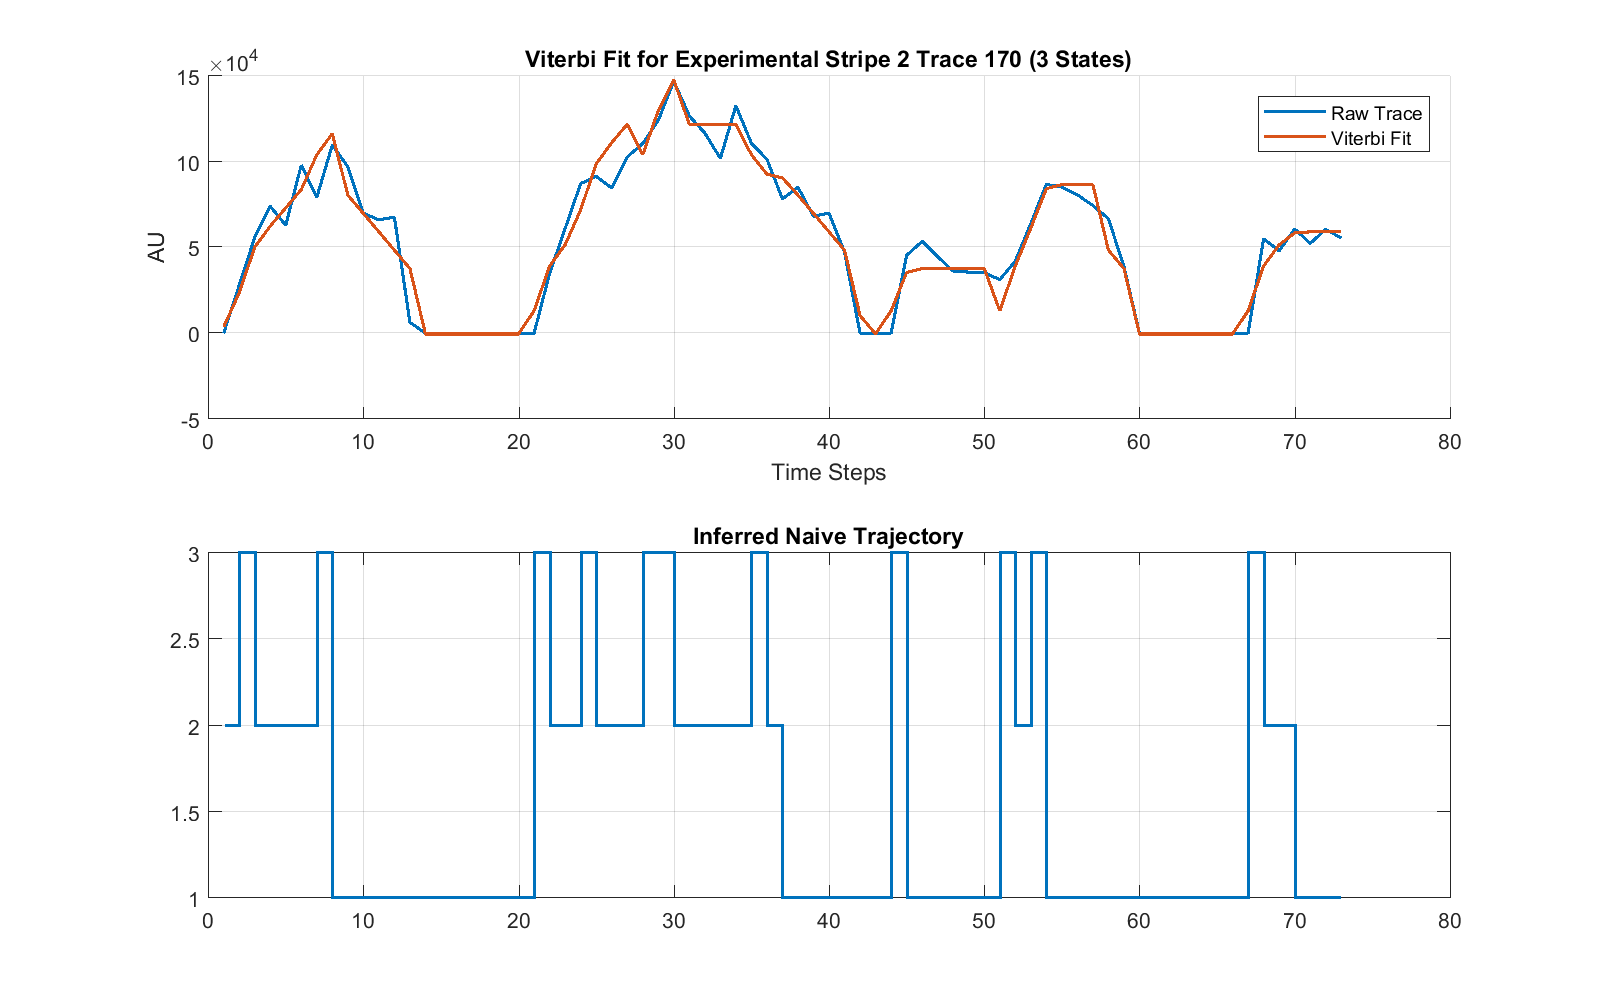 Viterbi Fit for Experimental Stripe 2 Trace 170 (3 States)
×10^4
15
10
5
0
-5
AU
Raw Trace
Viterbi Fit
0 10 20 30 40 50 60 70 80
Time Steps
Inferred Naive Trajectory
3
2.5
2
1.5
1
0 10 20 30 40 50 60 70 80